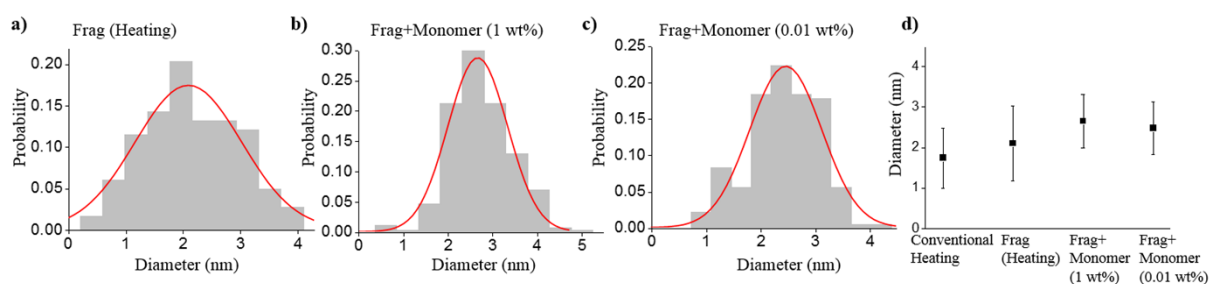 a)
Frag (Heating)
Probability
0.20
0.15
0.10
0.05
0.00
0
1
2
3
4
Diameter (nm)
b)
Frag+Monomer (1 wt%)
Probability
0.30
0.25
0.20
0.15
0.10
0.05
0.00
0
1
2
3
4
5
Diameter (nm)
c)
Frag+Monomer (0.01 wt%)
Probability
0.25
0.20
0.15
0.10
0.05
0.00
0
1
2
3
4
Diameter (nm)
d)
Diameter (nm)
4
3
2
1
0
Conventional
Heating
Frag
(Heating)
Frag+
Monomer
(1 wt%)
Frag+
Monomer
(0.01 wt%)